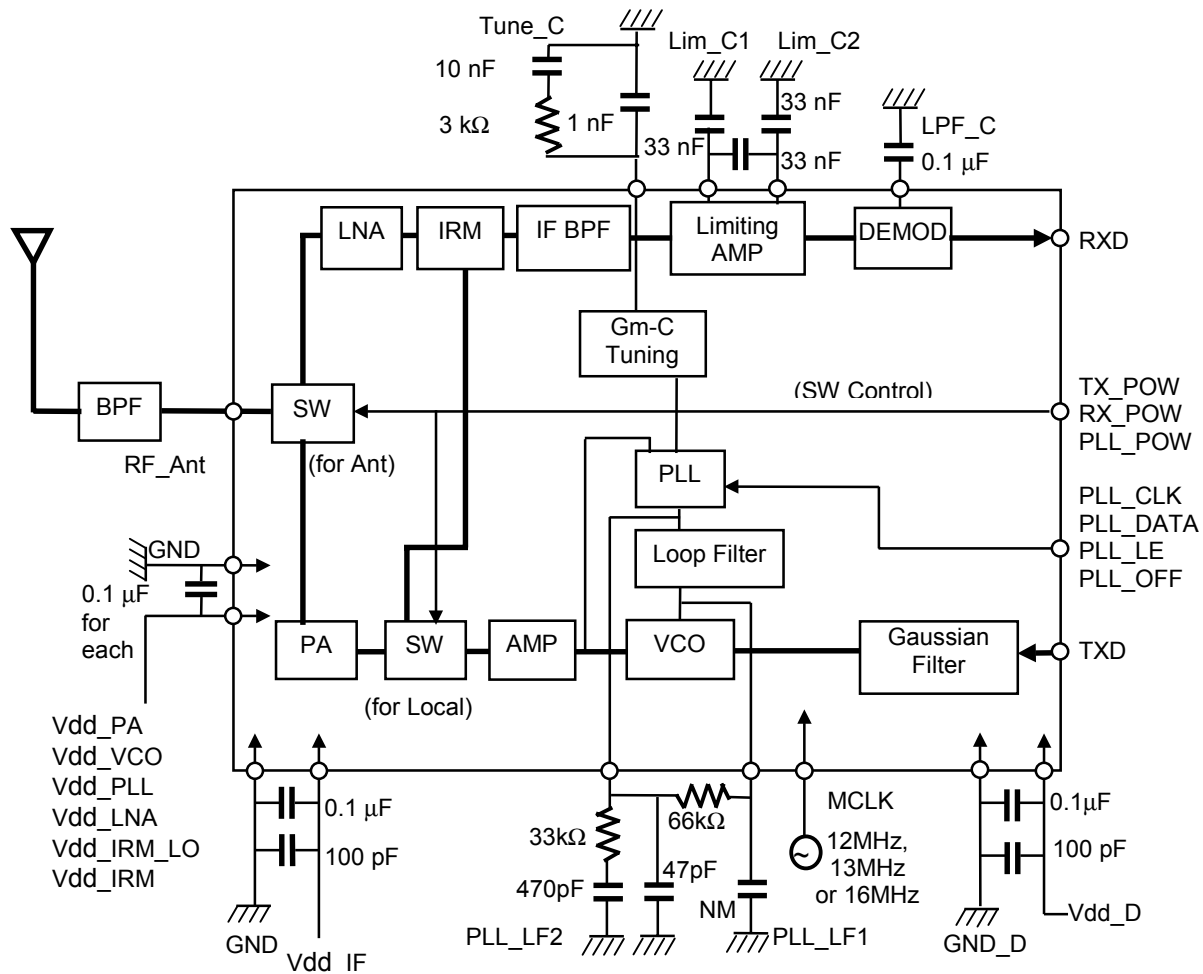 Tune_C
Lim_C1
Lim_C2
10 nF
33 nF
3 kΩ
1 nF
33 nF
33 nF
LPF_C
0.1 μF
LNA
IRM
IF BPF
Limiting
AMP
DEMOD
RXD
Gm-C
Tuning
BPF
SW
(SW Control)
TX_POW
RX_POW
PLL_POW
RF_Ant
(for Ant)
PLL
PLL_CLK
PLL_DATA
PLL_LE
PLL_OFF
GND
Loop Filter
0.1 μF
for
each
PA
SW
AMP
VCO
Gaussian
Filter
TXD
(for Local)
Vdd_PA
Vdd_VCO
Vdd_PLL
Vdd_LNA
Vdd_IRM_LO
Vdd_IRM
0.1 μF
100 pF
GND
Vdd_IF
33kΩ
66kΩ
470pF
47pF
NM
PLL_LF2
PLL_LF1
MCLK
~
12MHz,
13MHz
or 16MHz
0.1μF
100 pF
Vdd_D
GND_D